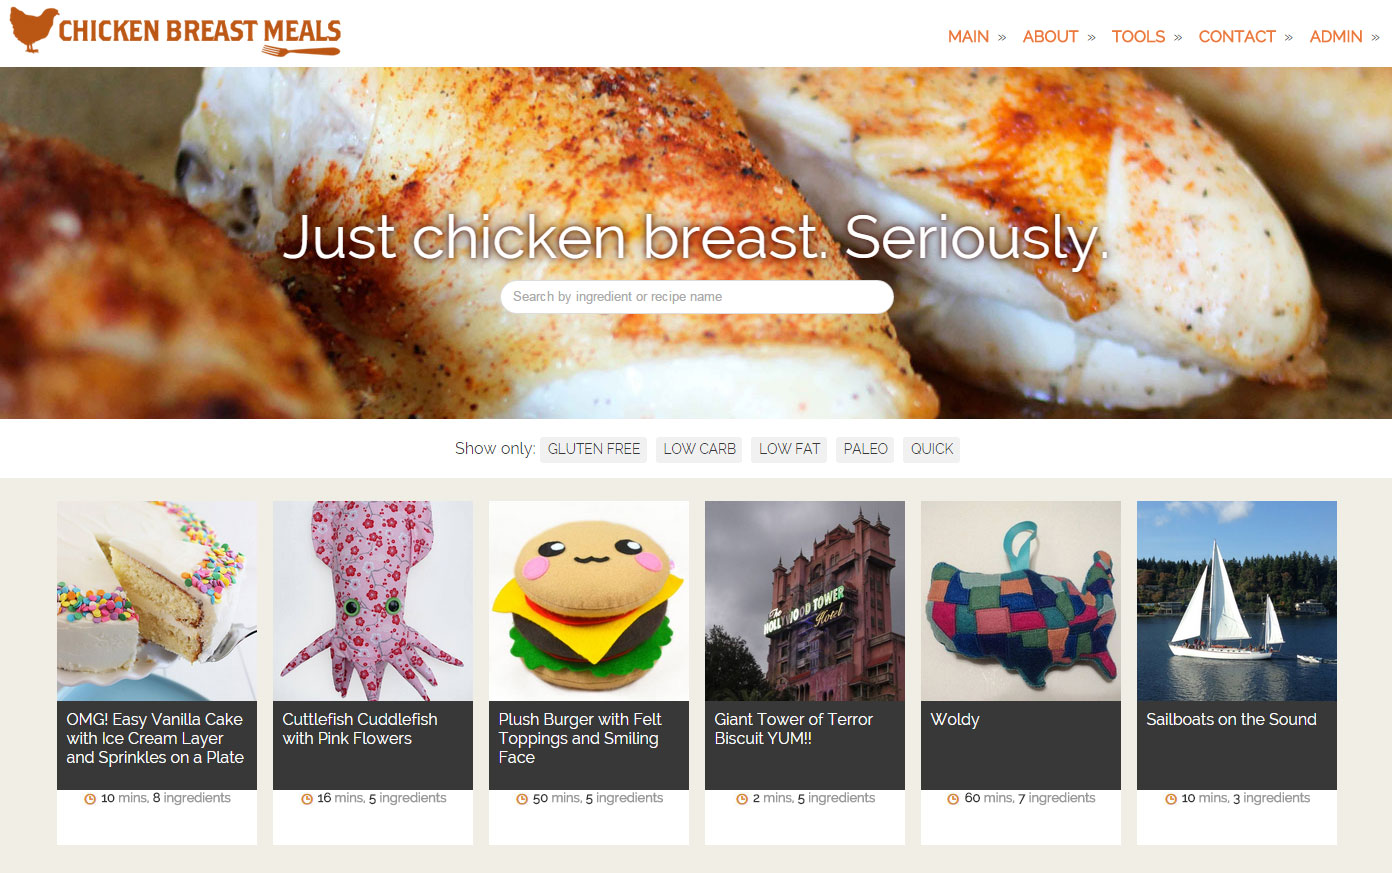 CHICKEN BREAST MEALS
MAIN » ABOUT » TOOLS » CONTACT » ADMIN »
Just chicken breast. Seriously.
Search by ingredient or recipe name
Show only: GLUTEN FREE LOW CARB LOW FAT PALEO QUICK
The
HOLLYWOOD TOWER
Hotel
OMG! Easy Vanilla Cake
with Ice Cream Layer
and Sprinkles on a Plate
10 mins, 8 ingredients
Cuttlefish Cuddlefish
with Pink Flowers
16 mins, 5 ingredients
Plush Burger with Felt
Toppings and Smiling
Face
50 mins, 5 ingredients
Giant Tower of Terror
Biscuit YUM!!
2 mins, 5 ingredients
Woldy
60 mins, 7 ingredients
Sailboats on the Sound
10 mins, 3 ingredients